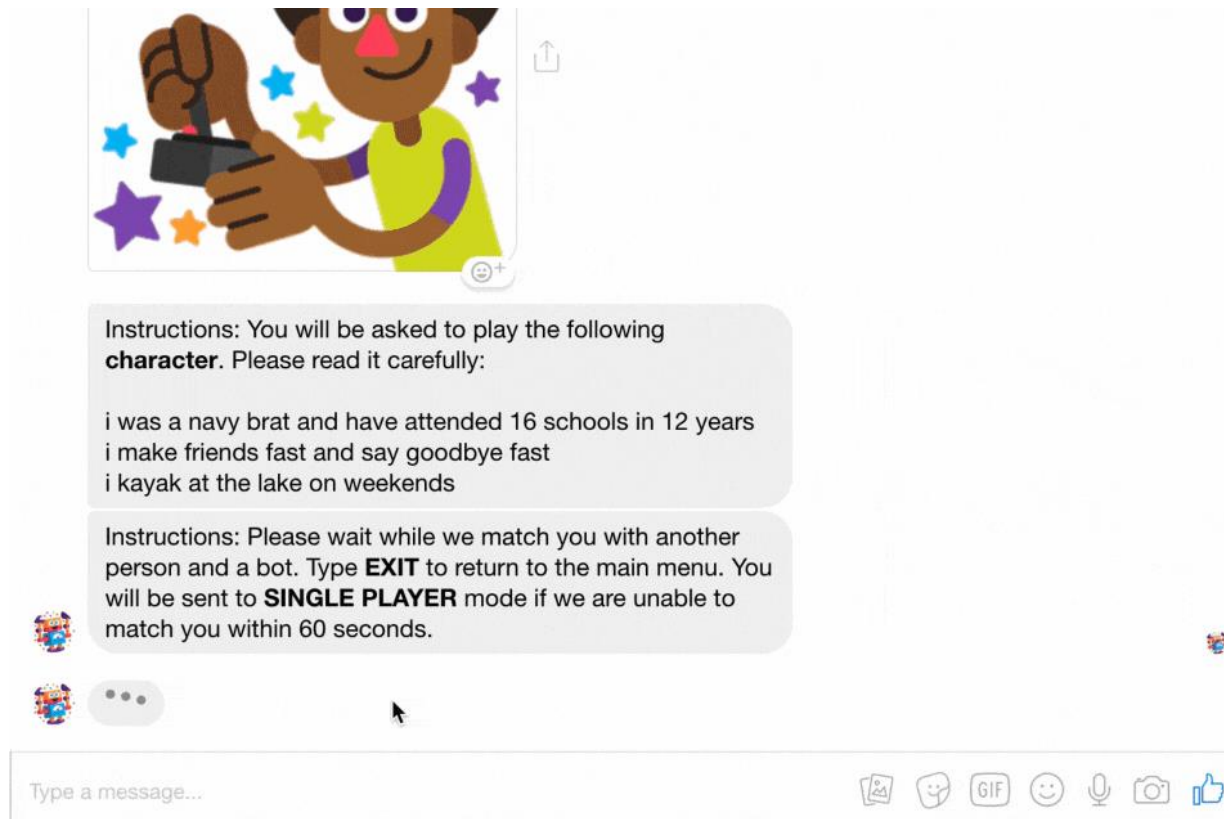 Instructions: You will be asked to play the following
character. Please read it carefully:
i was a navy brat and have attended 16 schools in 12 years
i make friends fast and say goodbye fast
i kayak at the lake on weekends
Instructions: Please wait while we match you with another
person and a bot. Type EXIT to return to the main menu. You
will be sent to SINGLE PLAYER mode if we are unable to
match you within 60 seconds.
Type a message...
GIF